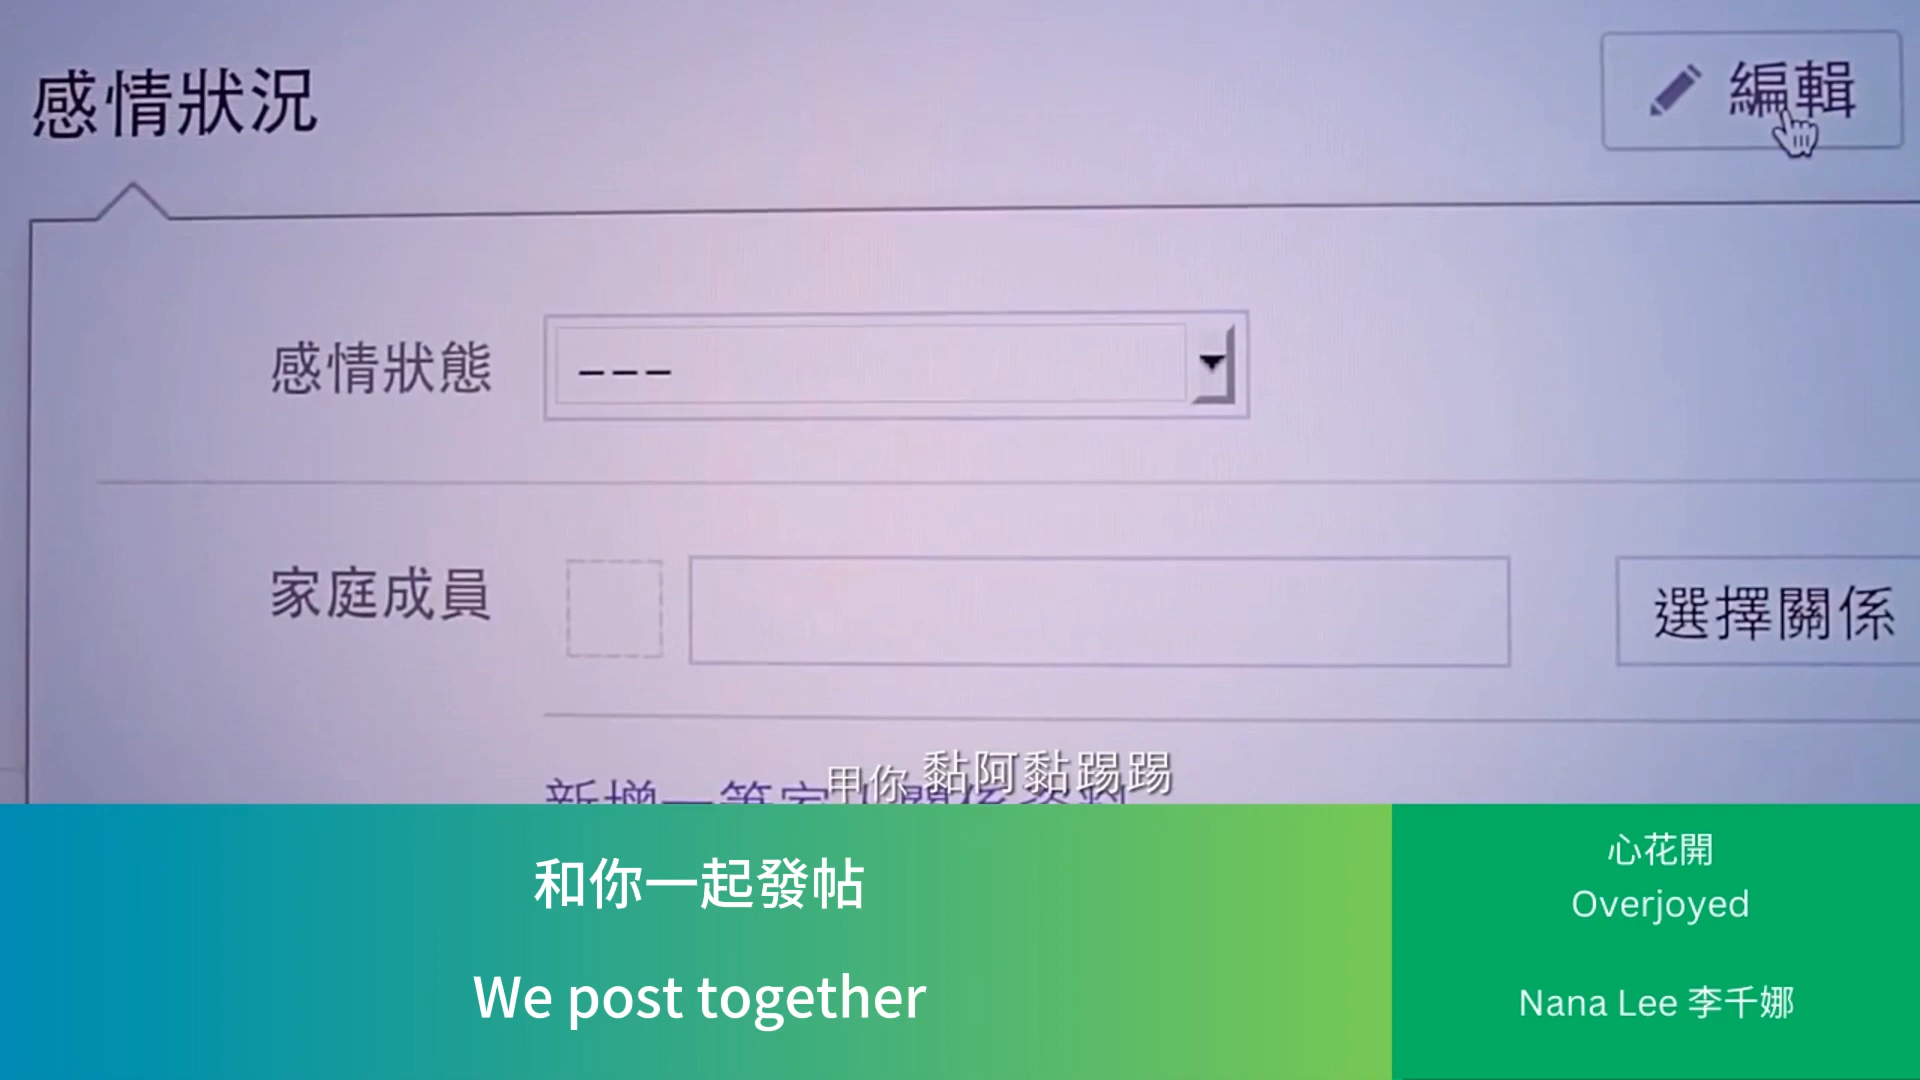 感情狀況
編輯
感情狀態
---
家庭成員
選擇關係
甲你 黏阿黏踢踢
和你一起發帖
We post together
心花開
Overjoyed
Nana Lee 李千娜